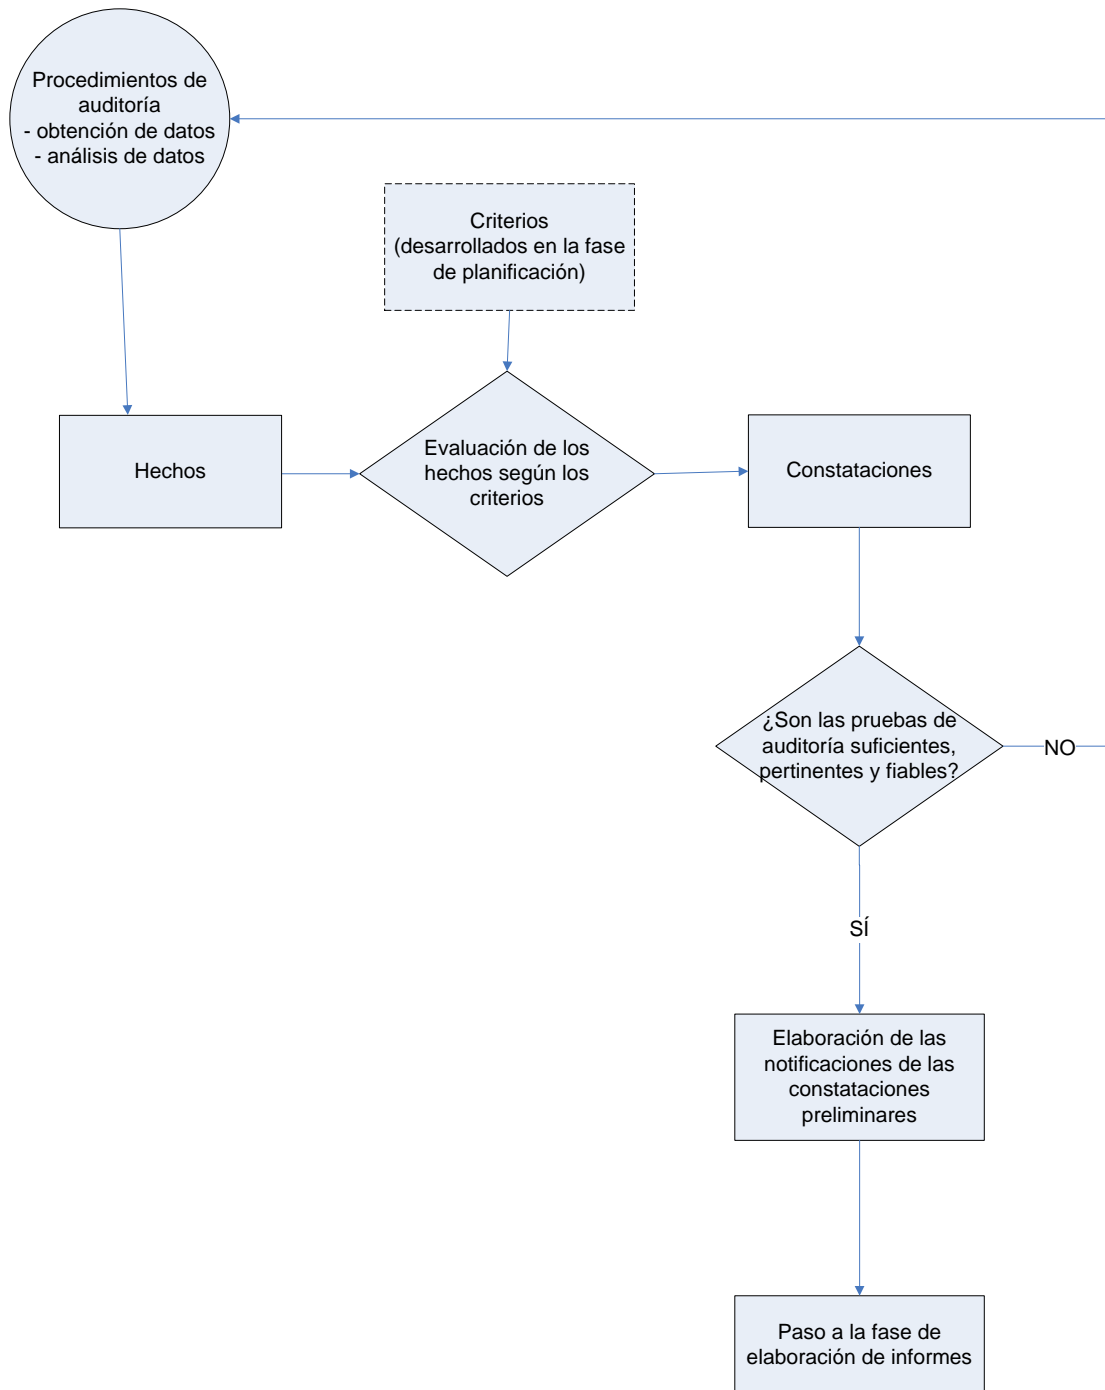 Procedimientos de
auditoría
- obtención de datos
- análisis de datos
Criterios
(desarrollados en la fase
de planificación)
Hechos
Evaluación de los
hechos según los
criterios
Constataciones
¿Son las pruebas de
auditoría suficientes,
pertinentes y fiables?
NO
SÍ
Elaboración de las
notificaciones de las
constataciones
preliminares
Paso a la fase de
elaboración de informes